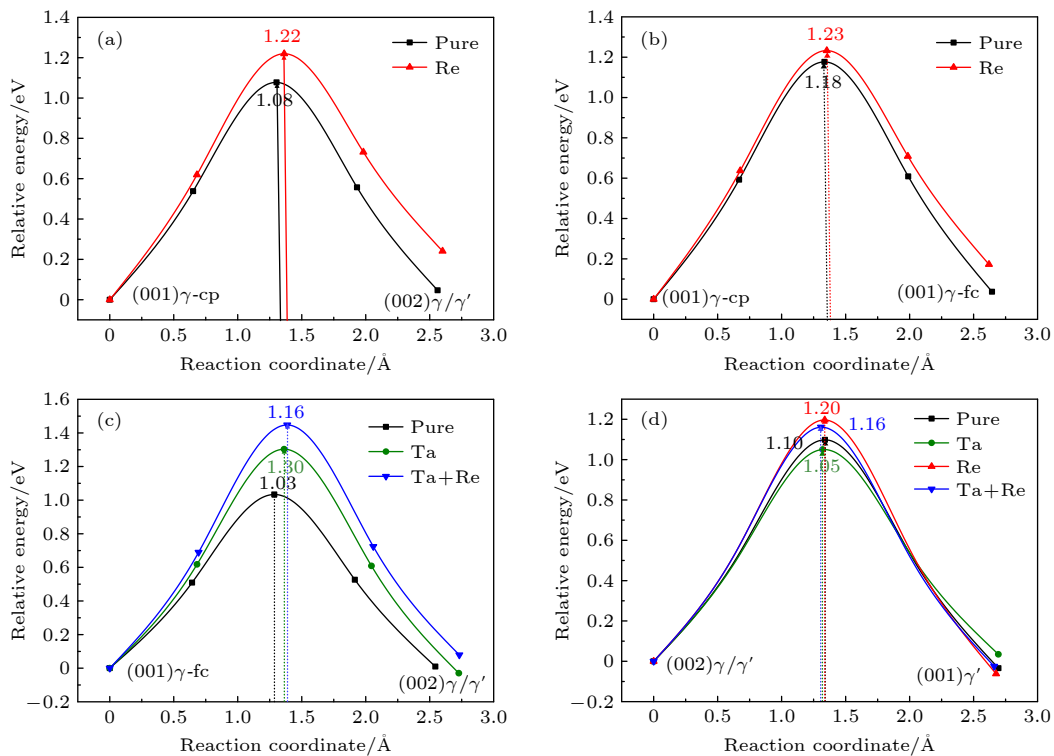 1.4
1.2
1.0
0.8
0.6
0.4
0.2
0
Relative energy/eV
(a)
1.22
1.08
Pure
Re
(001)γ-cp
(002)γ/γ′
0 0.5 1.0 1.5 2.0 2.5 3.0
Reaction coordinate/Å
1.4
1.2
1.0
0.8
0.6
0.4
0.2
0
Relative energy/eV
(b)
1.23
1.18
Pure
Re
(001)γ-cp
(001)γ-fc
0 0.5 1.0 1.5 2.0 2.5 3.0
Reaction coordinate/Å
1.6
1.4
1.2
1.0
0.8
0.6
0.4
0.2
0
−0.2
Relative energy/eV
(c)
1.16
1.30
1.03
Pure
Ta
Ta+Re
(001)γ-fc
(002)γ/γ′
0 0.5 1.0 1.5 2.0 2.5 3.0
Reaction coordinate/Å
1.2
1.0
0.8
0.6
0.4
0.2
0
−0.2
Relative energy/eV
(d)
1.20
1.16
1.10
1.05
Pure
Ta
Re
Ta+Re
(002)γ/γ′
(001)γ′
0 0.5 1.0 1.5 2.0 2.5 3.0
Reaction coordinate/Å